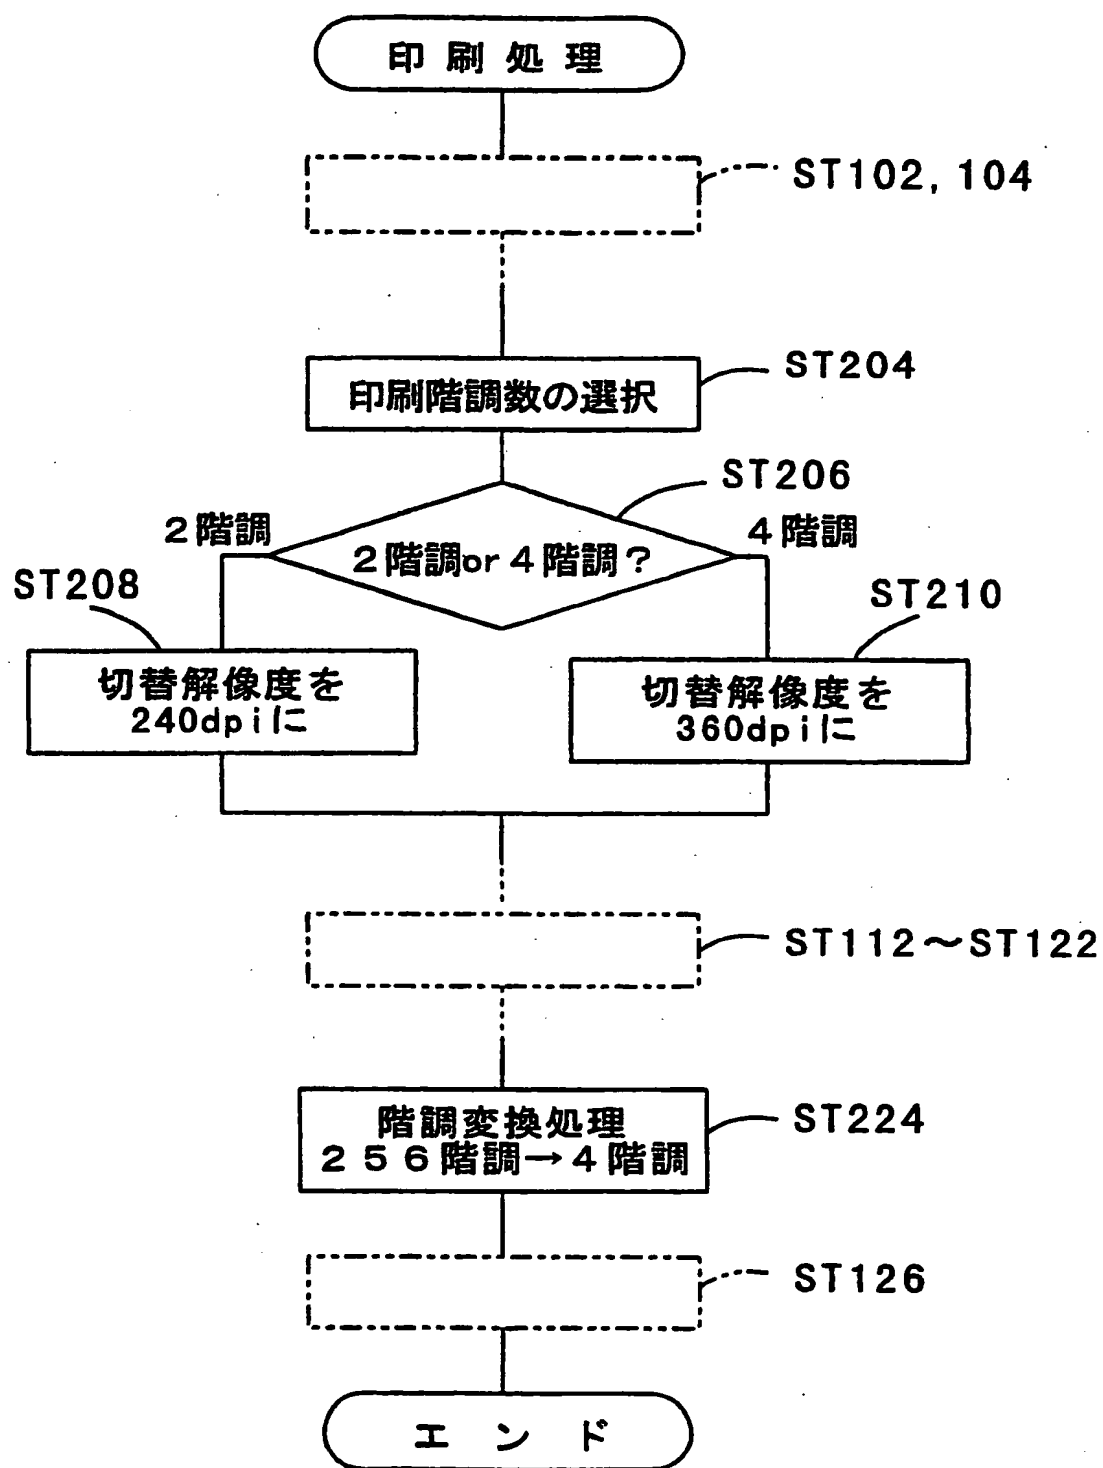 印刷処理
ST102, 104
ST204
印刷階調数の選択
ST206
2階調
4階調
2階調or4階調?
ST208
ST210
切替解像度を
240dpiに
切替解像度を
360dpiに
ST112~ST122
階調変換処理
256階調→4階調
ST224
ST126
エンド